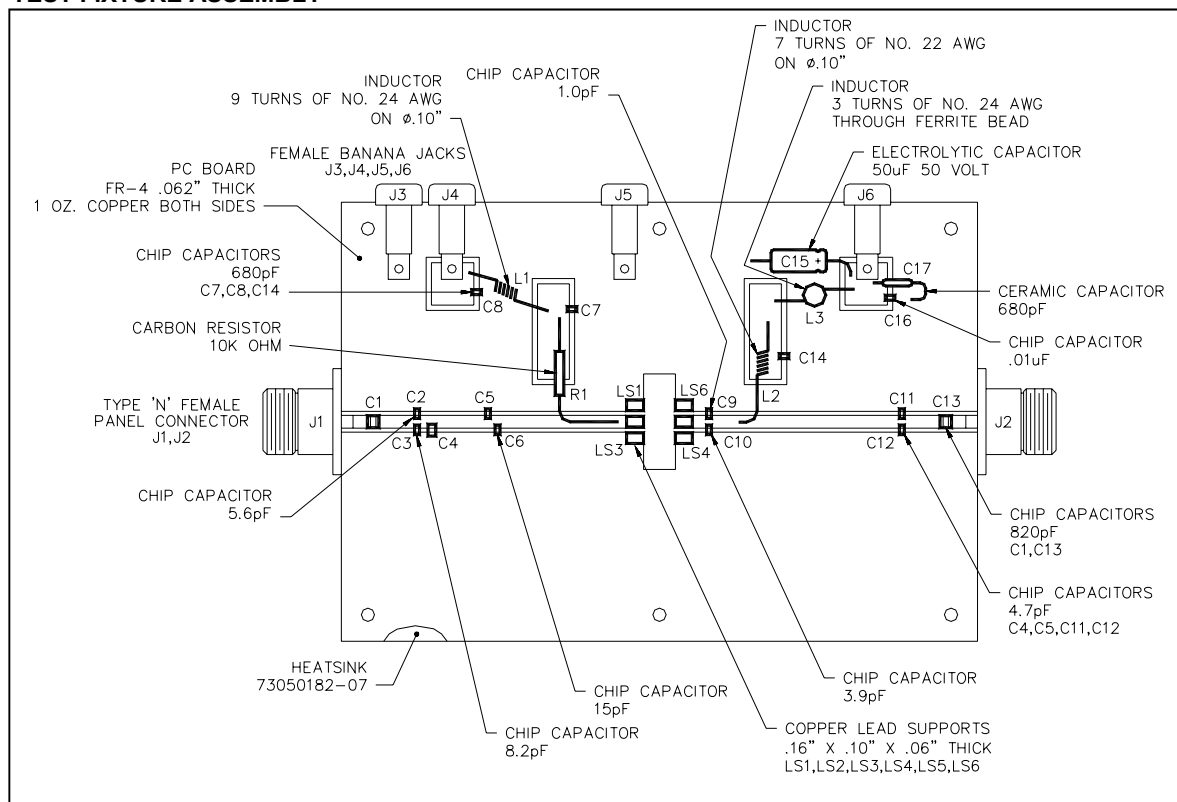 TEST FIXTURE ASSEMBLY
INDUCTOR
7 TURNS OF NO. 22 AWG
ON ø.10"
CHIP CAPACITOR
1.0pF
INDUCTOR
9 TURNS OF NO. 24 AWG
ON ø.10"
INDUCTOR
3 TURNS OF NO. 24 AWG
THROUGH FERRITE BEAD
FEMALE BANANA JACKS
J3,J4,J5,J6
ELECTROLYTIC CAPACITOR
50uF 50 VOLT
PC BOARD
FR-4 .062" THICK
1 OZ. COPPER BOTH SIDES
J3
J4
J5
J6
CHIP CAPACITORS
680pF
C7,C8,C14
C15 +
C17
L1
C8
C7
L3
C16
CERAMIC CAPACITOR
680pF
CARBON RESISTOR
10K OHM
C14
CHIP CAPACITOR
.01uF
R1
LS1
LS6
L2
TYPE 'N' FEMALE
PANEL CONNECTOR
J1,J2
J1
C1
C2
C5
C9
C11
C13
J2
C3
C4
C6
LS3
LS4
C10
C12
CHIP CAPACITOR
5.6pF
CHIP CAPACITORS
820pF
C1,C13
CHIP CAPACITORS
4.7pF
C4,C5,C11,C12
HEATSINK
73050182-07
CHIP CAPACITOR
15pF
CHIP CAPACITOR
3.9pF
CHIP CAPACITOR
8.2pF
COPPER LEAD SUPPORTS
.16" X .10" X .06" THICK
LS1,LS2,LS3,LS4,LS5,LS6